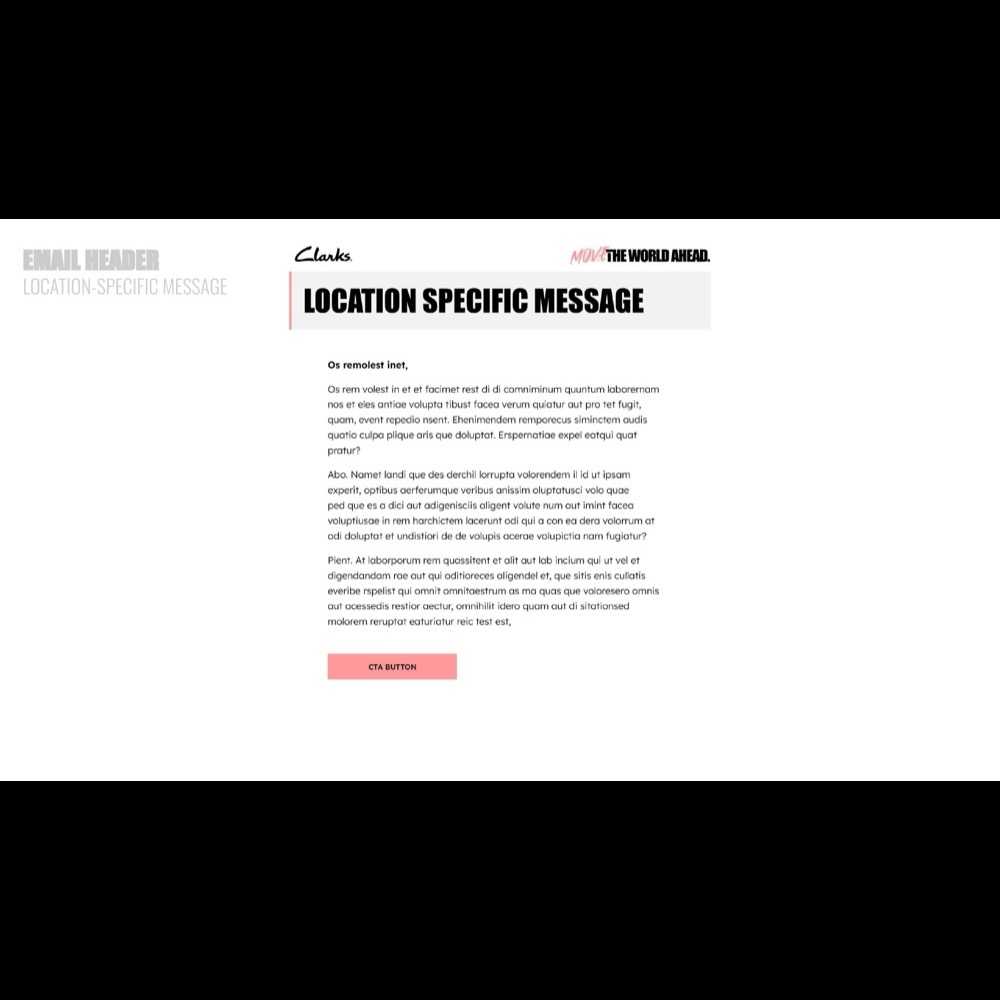 EMAIL HEADER
LOCATION-SPECIFIC MESSAGE
Clarks.
MOVE THE WORLD AHEAD.
LOCATION SPECIFIC MESSAGE
Os remolest inet,
Os rem volest in et et facimet rest di di comniminum quuntum laborernam
nos et eles antiae volupta tibust facea verum quiatur aut pro tet fugit,
quam, event repedio nsent. Ehenimendem remporecus siminctem audis
quatio culpa plique aris que doluptat. Erspernatiae expel eatqui quat
pratur?
Abo. Namet landi que des derchil lorrupta volorendem il id ut ipsam
experit, optibus aerferumque veribus anissim oluptatusci volo quae
ped que es a dici aut adigenisciis aligent volute num aut imint facea
voluptiusae in rem harchictem lacerunt odi qui a con ea dera volorrum at
odi doluptat et undistiori de de volupis acerae volupictia nam fugiatur?
Pient. At laborporum rem quossitent et alit aut lab incium qui ut vel et
digendandam rae aut qui oditioreces aligendel et, que sitis enis cullatis
everibe rspelist qui omnit omnitaestrum as ma quas que voloresero omnis
aut acessedis restior aectur, omnihilit idero quam aut di sitationsed
molorem reruptat eaturiatur reic test est,
CTA BUTTON